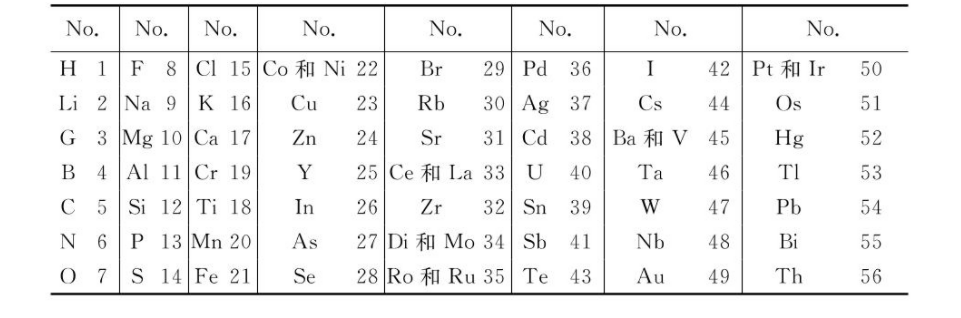 No. No. No. No. No. No. No. No.
H 1 F 8 Cl 15 Co 和 Ni 22 Br 29 Pd 36 I 42 Pt 和 Ir 50
Li 2 Na 9 K 16 Cu 23 Rb 30 Ag 37 Cs 44 Os 51
G 3 Mg 10 Ca 17 Zn 24 Sr 31 Cd 38 Ba 和 V 45 Hg 52
B 4 Al 11 Cr 19 Y 25 Ce 和 La 33 U 40 Ta 46 Tl 53
C 5 Si 12 Ti 18 In 26 Zr 32 Sn 39 W 47 Pb 54
N 6 P 13 Mn 20 As 27 Di 和 Mo 34 Sb 41 Nb 48 Bi 55
O 7 S 14 Fe 21 Se 28 Ro 和 Ru 35 Te 43 Au 49 Th 56